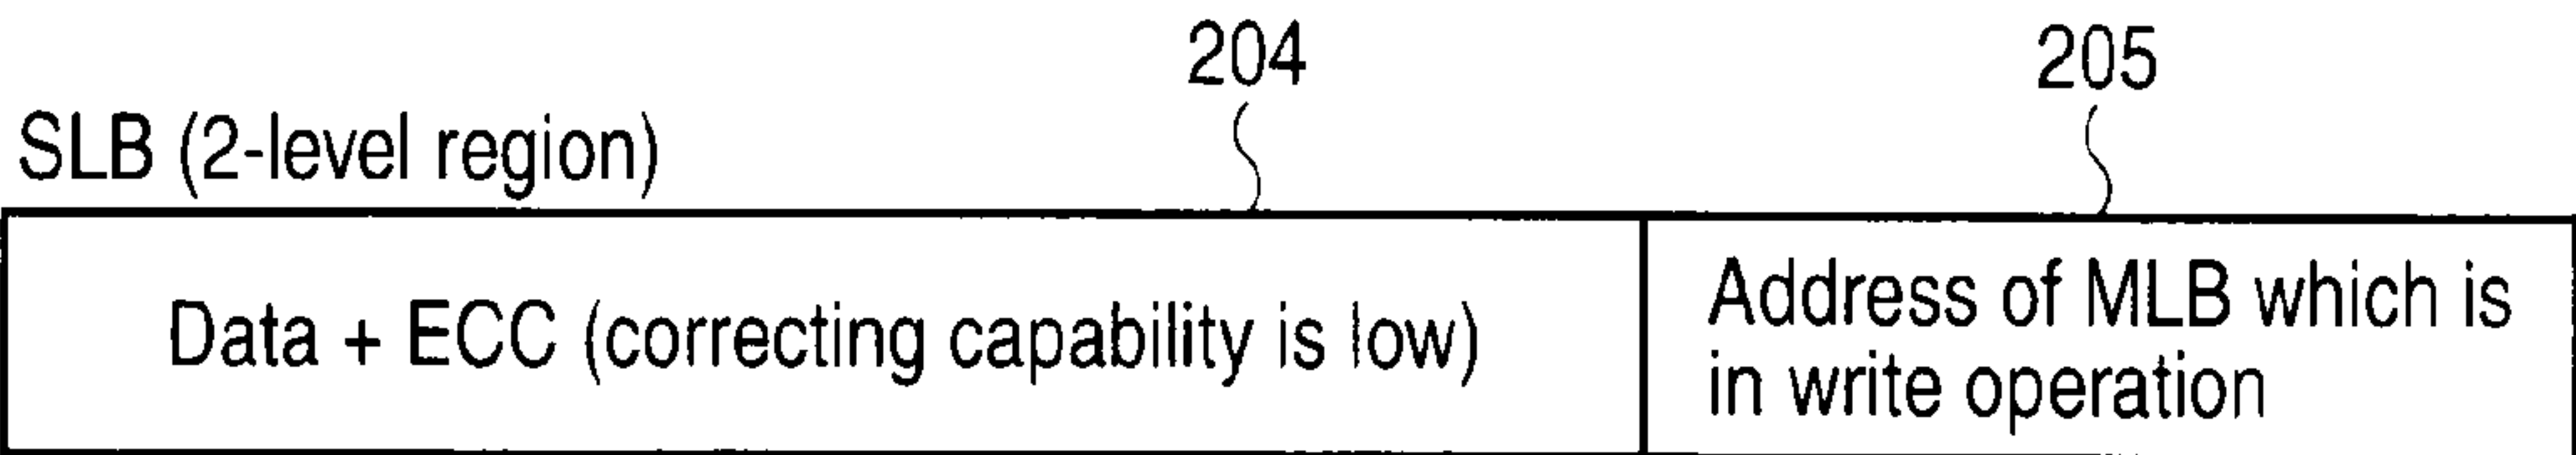 204
205
SLB (2-level region)
Data + ECC (correcting capability is low)
Address of MLB which is
in write operation